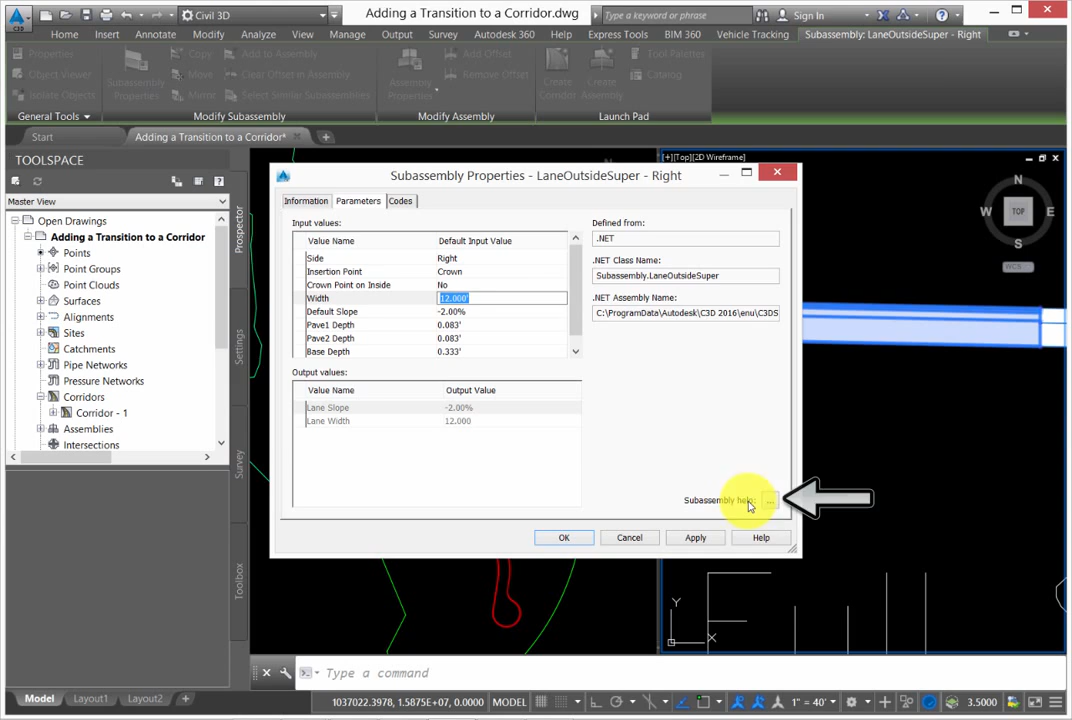 Civil 3D
Adding a Transition to a Corridor.dwg
Type a keyword or phrase
Sign In
C3D
Home Insert Annotate Modify Analyze View Manage Output Survey Autodesk 360 Help Express Tools BIM 360 Vehicle Tracking Subassembly: LaneOutsideSuper - Right
Properties
Object Viewer
Isolate Objects
General Tools
Subassembly Properties
Copy
Move
Mirror
Add to Assembly
Clear Offset in Assembly
Select Similar Subassemblies
Modify Subassembly
Assembly Properties
Add Offset
Remove Offset
Modify Assembly
Create Corridor
Create Assembly
Tool Palettes
Catalog
Launch Pad
Start
Adding a Transition to a Corridor*
TOOLSPACE
Master View
Open Drawings
Adding a Transition to a Corridor
Points
Point Groups
Point Clouds
Surfaces
Alignments
Sites
Catchments
Pipe Networks
Pressure Networks
Corridors
Corridor - 1
Assemblies
Intersections
Prospector
Settings
Survey
Toolbox
[+][Top][2D Wireframe]
N
W TOP E
S
WCS
Subassembly Properties - LaneOutsideSuper - Right
Information Parameters Codes
Input values:
Value Name Default Input Value
Side Right
Insertion Point Crown
Crown Point on Inside No
Width 12.000'
Default Slope -2.00%
Pave1 Depth 0.083'
Pave2 Depth 0.083'
Base Depth 0.333'
Output values:
Value Name Output Value
Lane Slope -2.00%
Lane Width 12.000
Defined from:
.NET
.NET Class Name:
Subassembly.LaneOutsideSuper
.NET Assembly Name:
C:\ProgramData\Autodesk\C3D 2016\enu\C3DS
Subassembly help: ...
OK Cancel Apply Help
Y
X
Type a command
Model Layout1 Layout2 +
1037022.3978, 1.5875E+07, 0.0000 MODEL 1" = 40' 3.5000